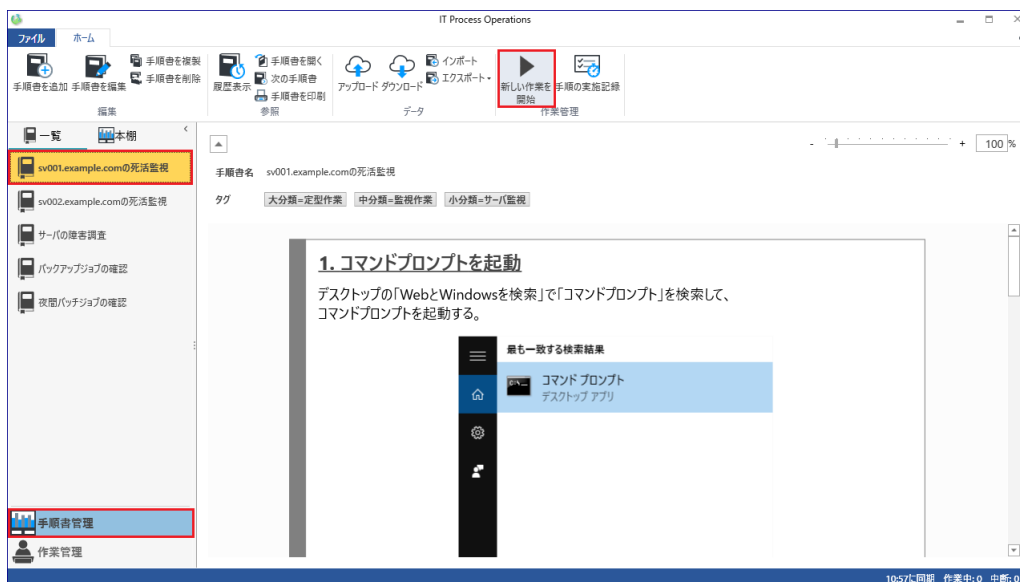 IT Process Operations
ファイル ホーム
手順書を追加 手順書を編集 手順書を複製 手順書を削除
編集
履歴表示 手順書を開く 次の手順書 手順書を印刷
参照
アップロード ダウンロード インポート エクスポート
データ
新しい作業を開始 手順の実施記録
作業管理
一覧 本棚
sv001.example.comの死活監視
sv002.example.comの死活監視
サーバの障害調査
バックアップジョブの確認
夜間バッチジョブの確認
手順書管理
作業管理
- + 100 %
手順書名 sv001.example.comの死活監視
タグ 大分類=定型作業 中分類=監視作業 小分類=サーバ監視
1. コマンドプロンプトを起動
デスクトップの「WebとWindowsを検索」で「コマンドプロンプト」を検索して、
コマンドプロンプトを起動する。
最も一致する検索結果
コマンド プロンプト
デスクトップ アプリ
10:57に同期 作業中: 0 中断: 0